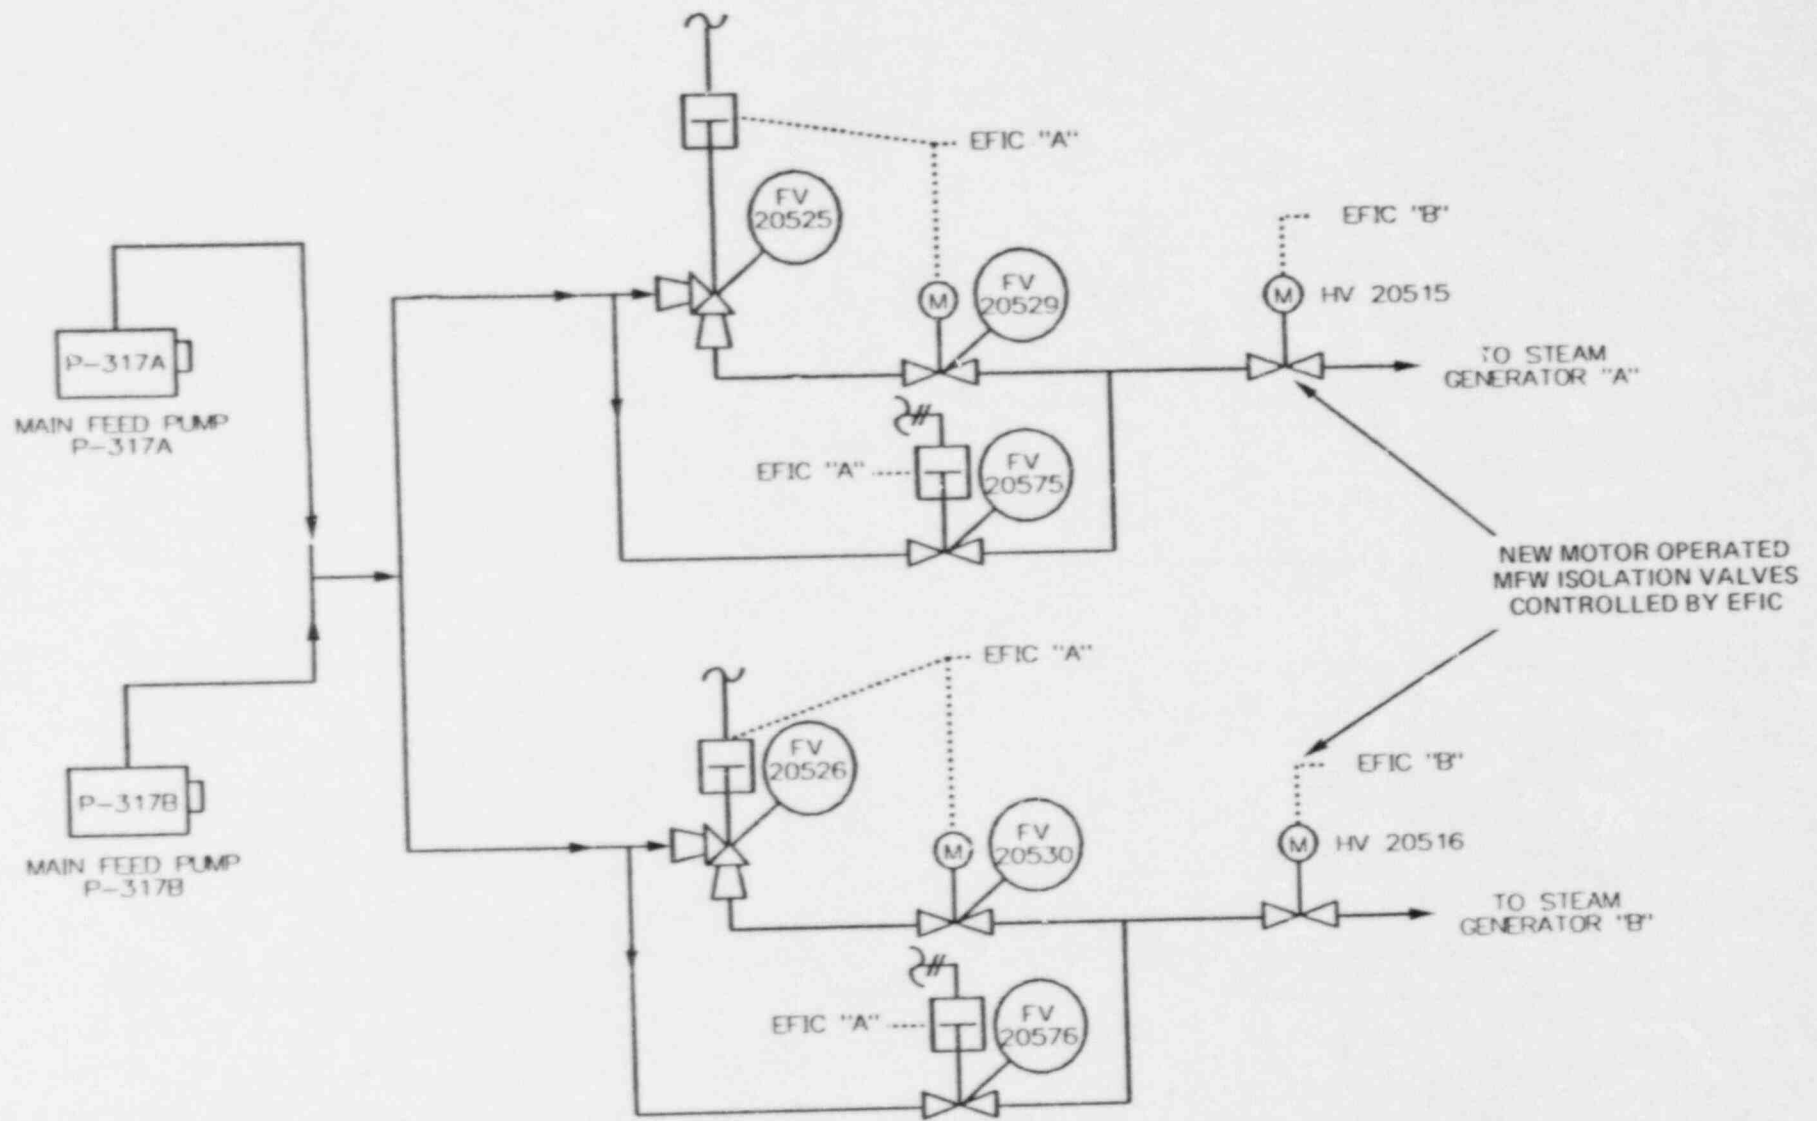 EFIC "A"
FV
20525
EFIC "B"
FV
20529
M
M
HV 20515
P-317A
MAIN FEED PUMP
P-317A
TO STEAM
GENERATOR "A"
EFIC "A"
FV
20575
NEW MOTOR OPERATED
MFW ISOLATION VALVES
CONTROLLED BY EFIC
EFIC "A"
FV
20526
EFIC "B"
P-317B
MAIN FEED PUMP
P-317B
M
FV
20530
M
HV 20516
TO STEAM
GENERATOR "B"
EFIC "A"
FV
20576